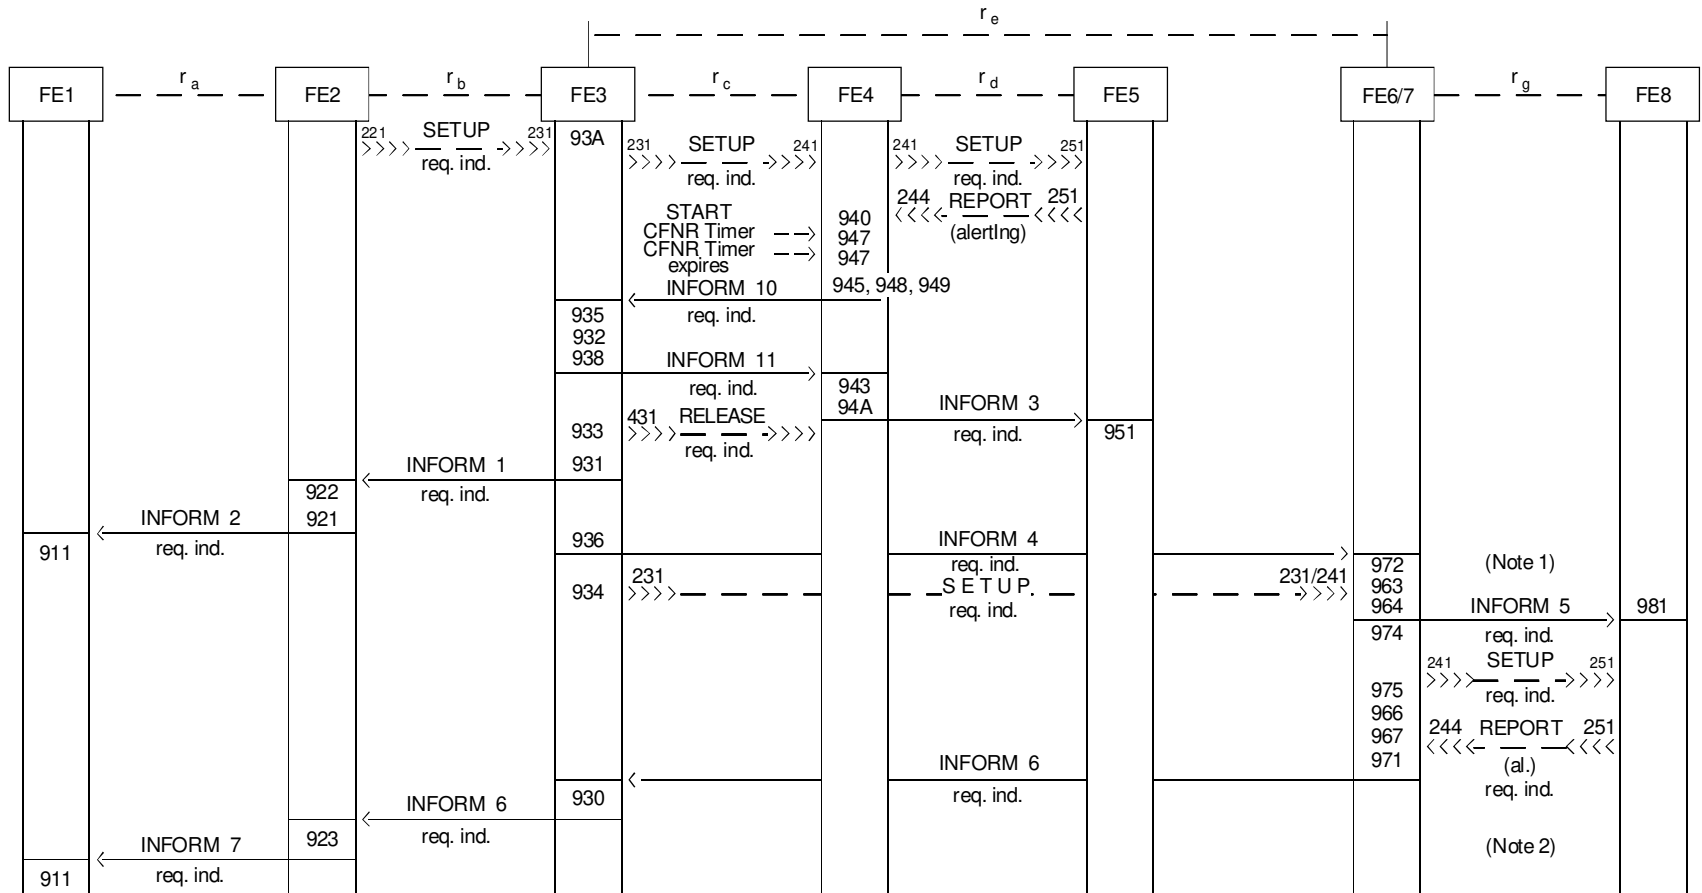 r e
FE1 r a FE2 r b FE3 r c FE4 r d FE5 FE6/7 r g FE8
221 SETUP 231
req. ind.
93A
231 SETUP 241
req. ind.
241 SETUP 251
req. ind.
244 REPORT 251
(alertIng)
START
CFNR Timer
CFNR Timer
expires
940
947
947
945, 948, 949
INFORM 10
req. ind.
935
932
938
INFORM 11
req. ind.
943
94A
INFORM 3
req. ind.
951
933
431 RELEASE
req. ind.
931
INFORM 1
req. ind.
922
921
INFORM 2
req. ind.
911
936
INFORM 4
req. ind.
972
963
964
974
(Note 1)
934
231 S E T U P 231/241
req. ind.
INFORM 5
req. ind.
981
241 SETUP 251
req. ind.
975
966
967
971
244 REPORT 251
(al.)
req. ind.
INFORM 6
req. ind.
930
INFORM 6
req. ind.
923
(Note 2)
INFORM 7
req. ind.
911